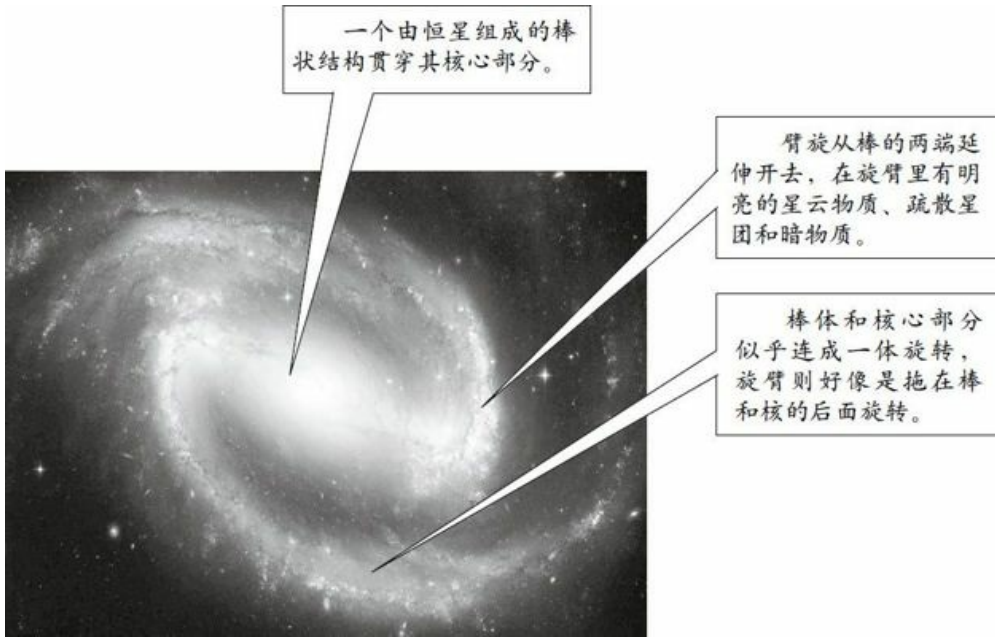 一个由恒星组成的棒
状结构贯穿其核心部分。
臂旋从棒的两端延
伸开去，在旋臂里有明
亮的星云物质、疏散星
团和暗物质。
棒体和核心部分
似乎连成一体旋转，
旋臂则好像是拖在棒
和核的后面旋转。